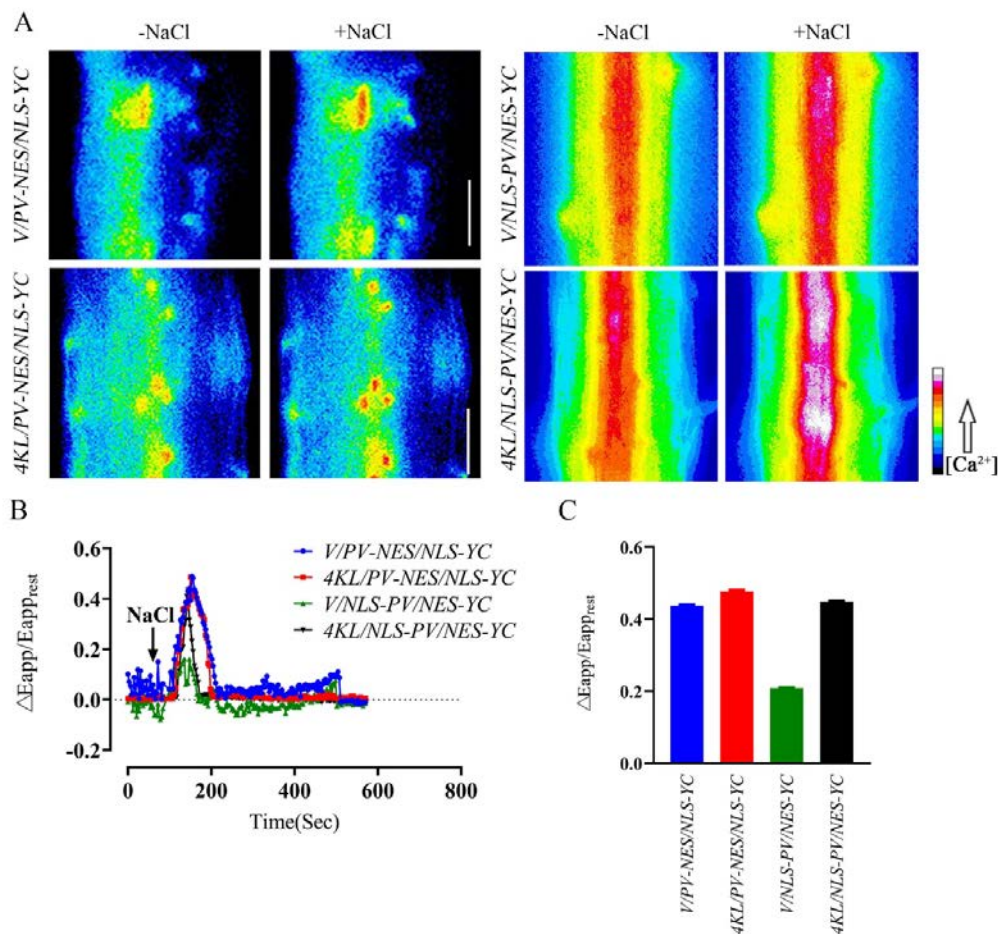 A
-NaCl
+NaCl
-NaCl
+NaCl
V/PV-NES/NLS-YC
4KL/PV-NES/NLS-YC
V/NLS-PV/NES-YC
4KL/NLS-PV/NES-YC
[Ca²⁺]
B
△Eapp/Eapp_rest
0.6
0.4
0.2
0.0
-0.2
NaCl
V/PV-NES/NLS-YC
4KL/PV-NES/NLS-YC
V/NLS-PV/NES-YC
4KL/NLS-PV/NES-YC
0
200
400
600
800
Time(Sec)
C
△Eapp/Eapp_rest
0.6
0.4
0.2
0.0
V/PV-NES/NLS-YC
4KL/PV-NES/NLS-YC
V/NLS-PV/NES-YC
4KL/NLS-PV/NES-YC